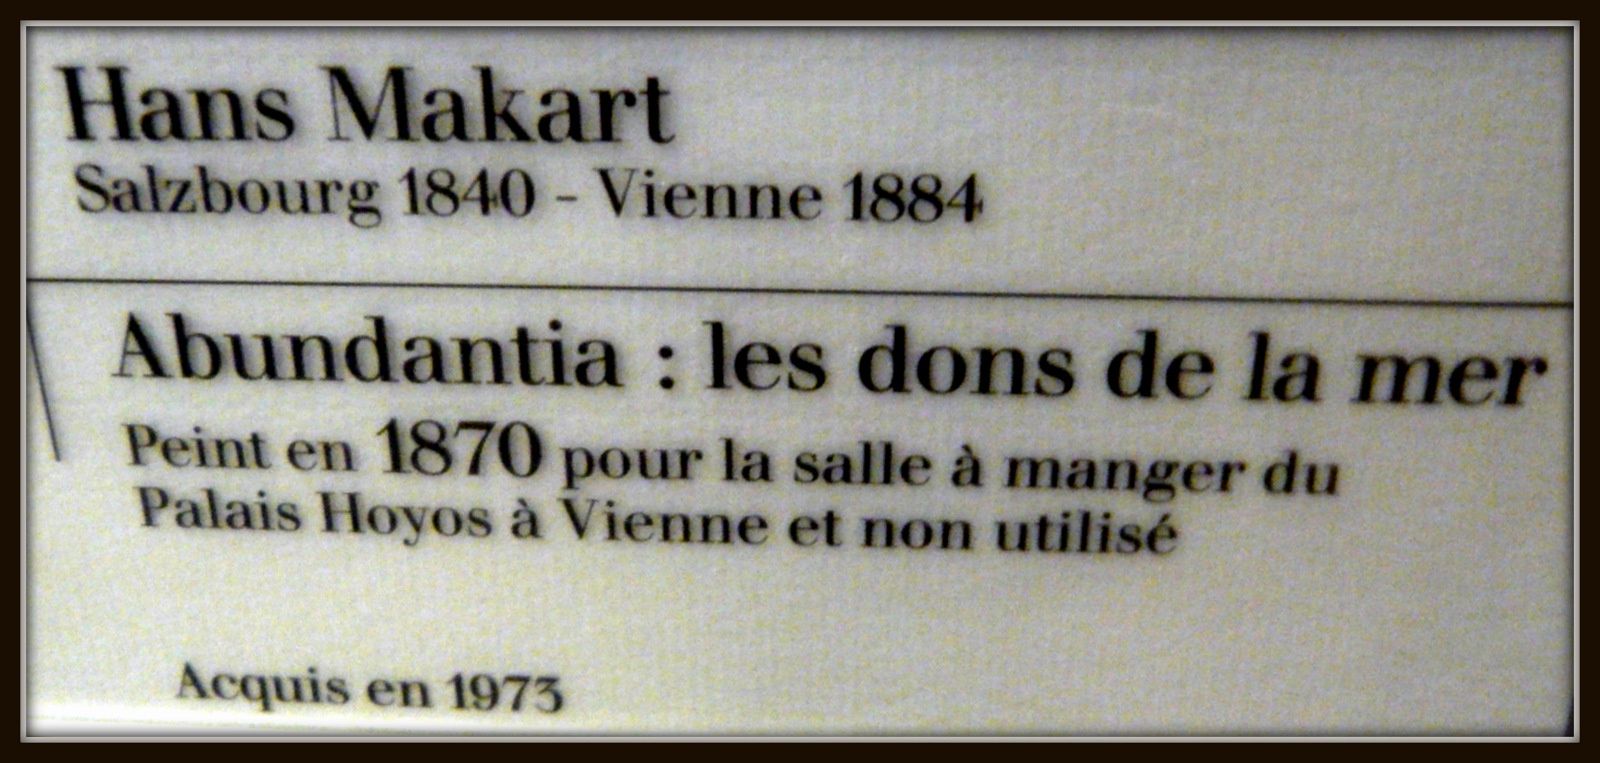 Hans Makart
Salzbourg 1840 - Vienne 1884
Abundantia : les dons de la mer
Peint en 1870 pour la salle à manger du
Palais Hoyos à Vienne et non utilisé
Acquis en 1973